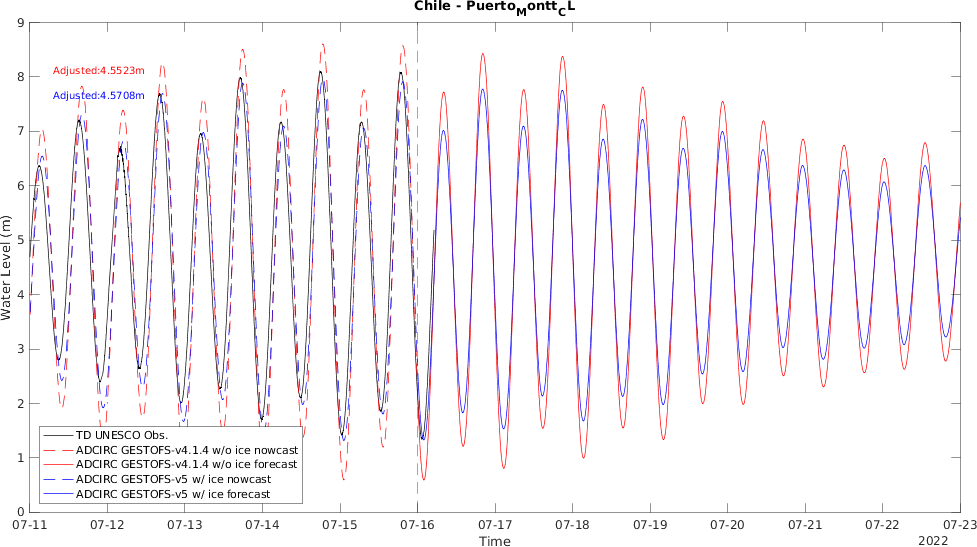 Chile - PuertoMonttCL
9
8
7
6
5
4
3
2
1
0
Water Level (m)
Adjusted:4.5523m
Adjusted:4.5708m
TD UNESCO Obs.
ADCIRC GESTOFS-v4.1.4 w/o ice nowcast
ADCIRC GESTOFS-v4.1.4 w/o ice forecast
ADCIRC GESTOFS-v5 w/ ice nowcast
ADCIRC GESTOFS-v5 w/ ice forecast
07-11 07-12 07-13 07-14 07-15 07-16 07-17 07-18 07-19 07-20 07-21 07-22 07-23
Time
2022